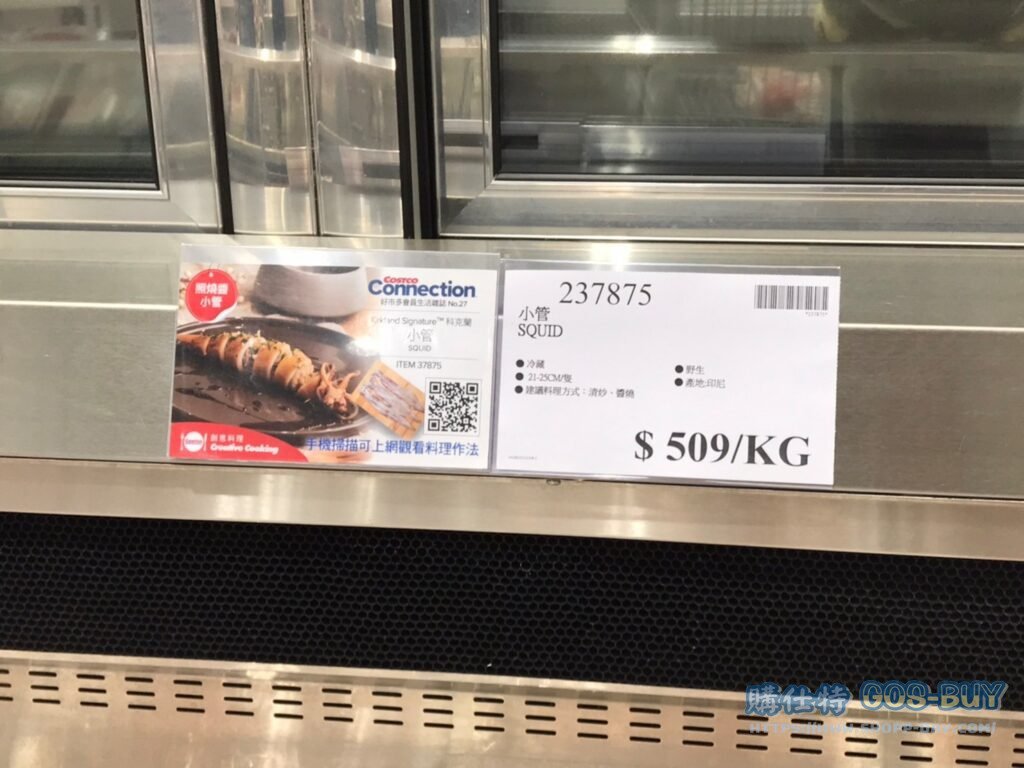 照燒醬
小管
COSTCO
Connection
好市多會員生活雜誌 No.27
Kirkland Signature™ 科克蘭
小管
SQUID
ITEM 37875
創意料理
Creative Cooking
手機掃描可上網觀看料理作法
237875
小管
SQUID
● 冷藏
● 21-25CM/隻
● 建議料理方式：清炒、醬燒
● 野生
● 產地:印尼
*237875*
$ 509/KG
購仕特 COS-BUY